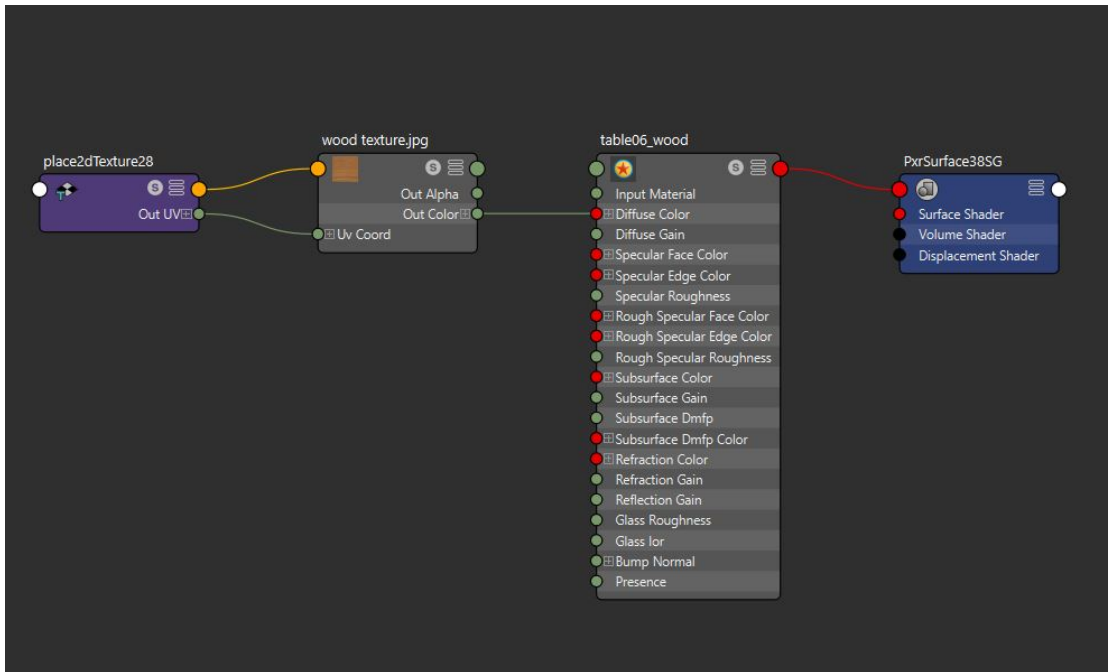 place2dTexture28
Out UV
wood texture.jpg
Out Alpha
Out Color
Uv Coord
table06_wood
Input Material
Diffuse Color
Diffuse Gain
Specular Face Color
Specular Edge Color
Specular Roughness
Rough Specular Face Color
Rough Specular Edge Color
Rough Specular Roughness
Subsurface Color
Subsurface Gain
Subsurface Dmfp
Subsurface Dmfp Color
Refraction Color
Refraction Gain
Reflection Gain
Glass Roughness
Glass Ior
Bump Normal
Presence
PxrSurface38SG
Surface Shader
Volume Shader
Displacement Shader